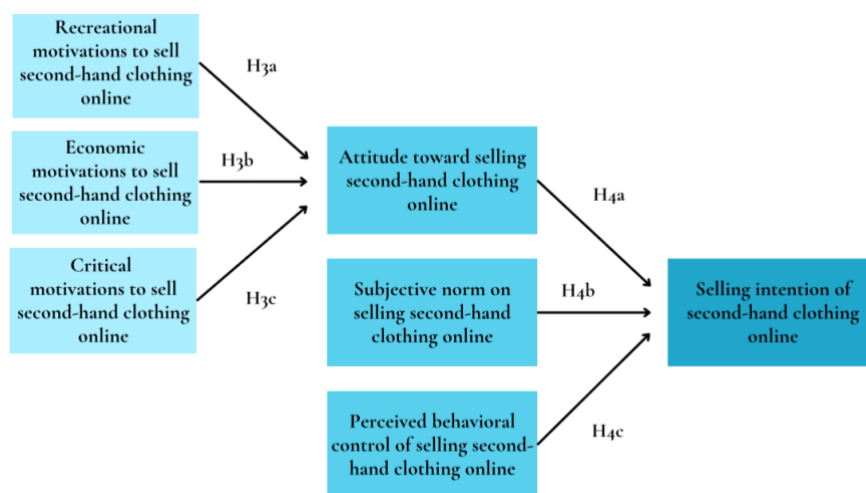 Recreational
motivations to sell
second-hand clothing
online
H3a
Economic
motivations to sell
second-hand clothing
online
H3b
Critical
motivations to sell
second-hand clothing
online
H3c
Attitude toward selling
second-hand clothing
online
H4a
Subjective norm on
selling second-hand
clothing online
H4b
Perceived behavioral
control of selling second-
hand clothing online
H4c
Selling intention of
second-hand clothing
online